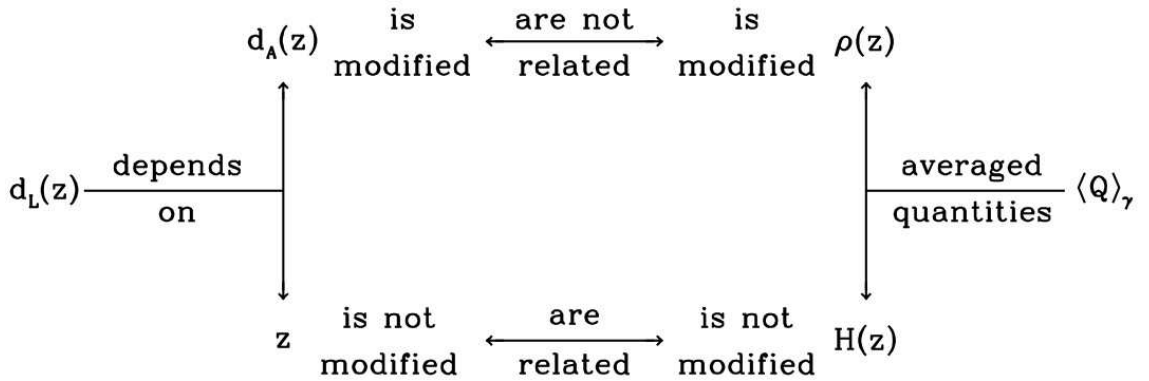 d_A(z) is modified are not related is modified ρ(z)
d_L(z) depends on averaged quantities ⟨Q⟩_γ
z is not modified are related is not modified H(z)